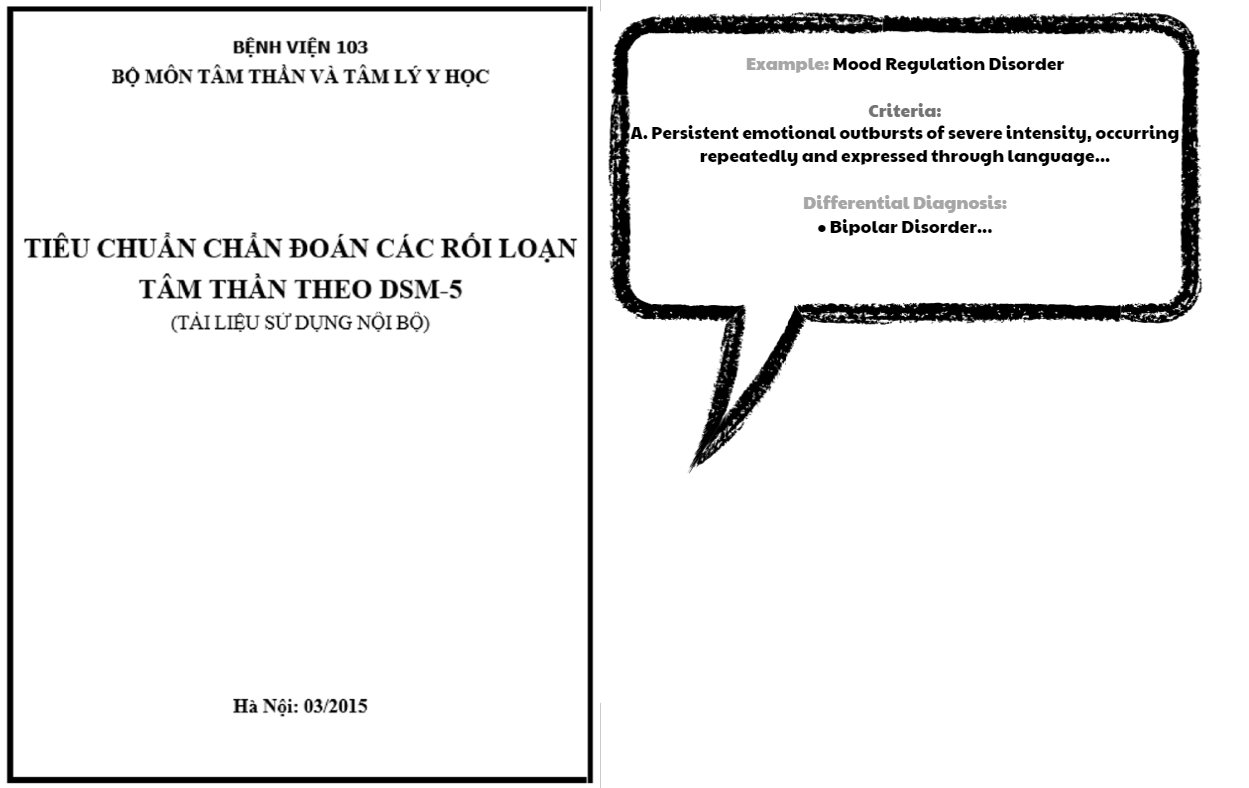 BỆNH VIỆN 103
BỘ MÔN TÂM THẦN VÀ TÂM LÝ Y HỌC
TIÊU CHUẨN CHẨN ĐOÁN CÁC RỐI LOẠN
TÂM THẦN THEO DSM-5
(TÀI LIỆU SỬ DỤNG NỘI BỘ)
Hà Nội: 03/2015
Example: Mood Regulation Disorder
Criteria:
A. Persistent emotional outbursts of severe intensity, occurring
repeatedly and expressed through language...
Differential Diagnosis:
• Bipolar Disorder...